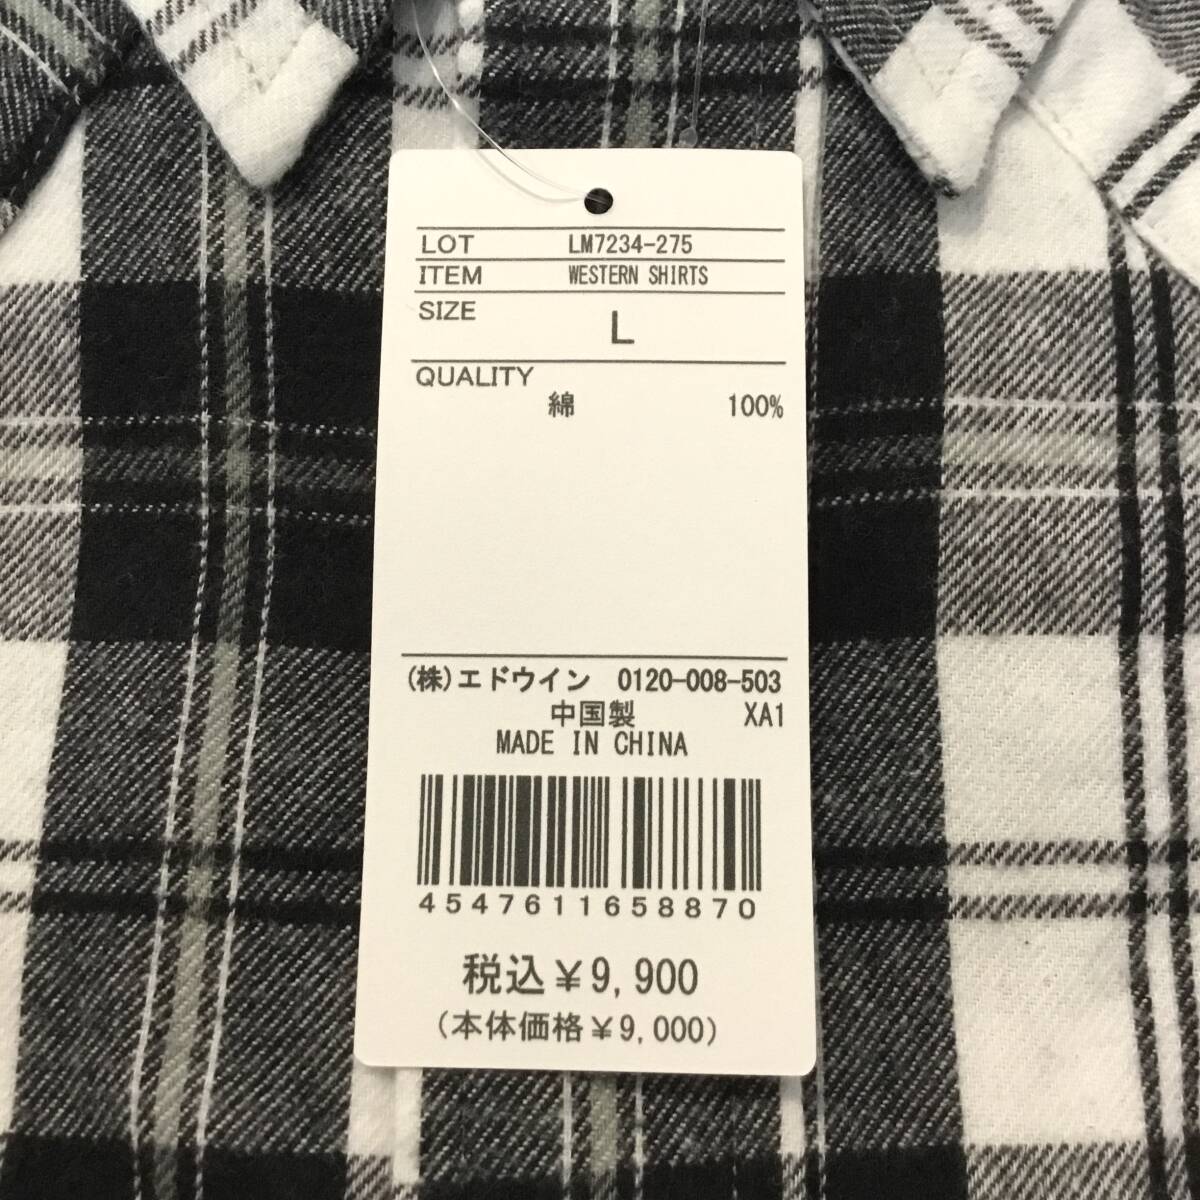 LOT LM7234-275
ITEM WESTERN SHIRTS
SIZE L
QUALITY
綿 100%
(株)エドウイン 0120-008-503
中国製 XA1
MADE IN CHINA
4547611658870
税込¥9,900
(本体価格¥9,000)